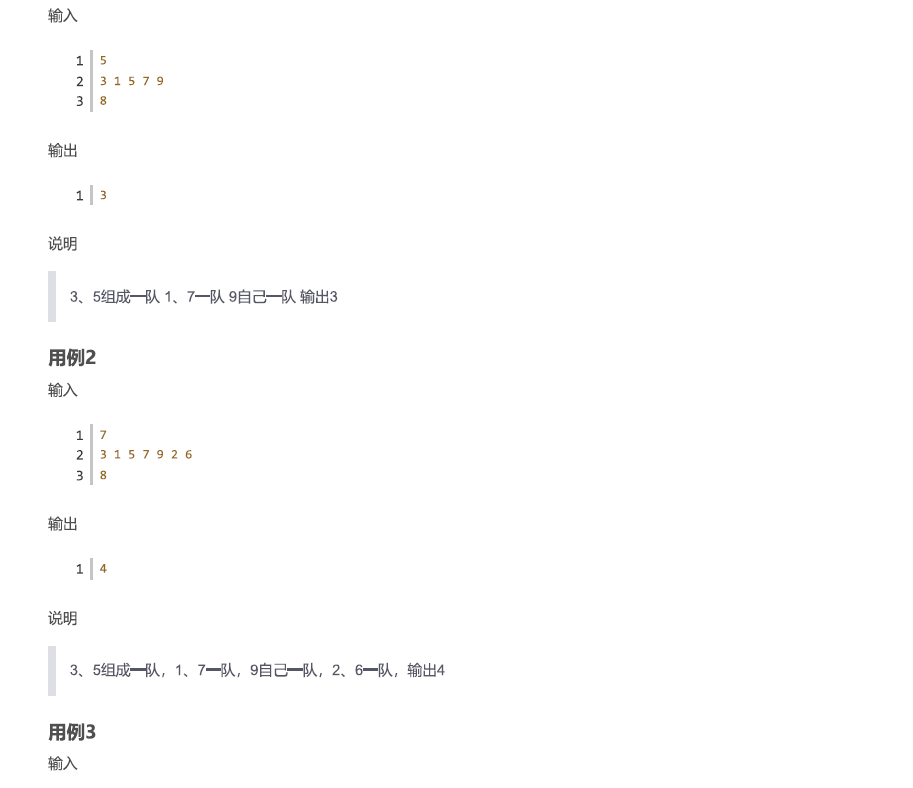 输入
1 5
2 3 1 5 7 9
3 8
输出
1 3
说明
3、5组成一队 1、7一队 9自己一队 输出3
用例2
输入
1 7
2 3 1 5 7 9 2 6
3 8
输出
1 4
说明
3、5组成一队，1、7一队，9自己一队，2、6一队，输出4
用例3
输入